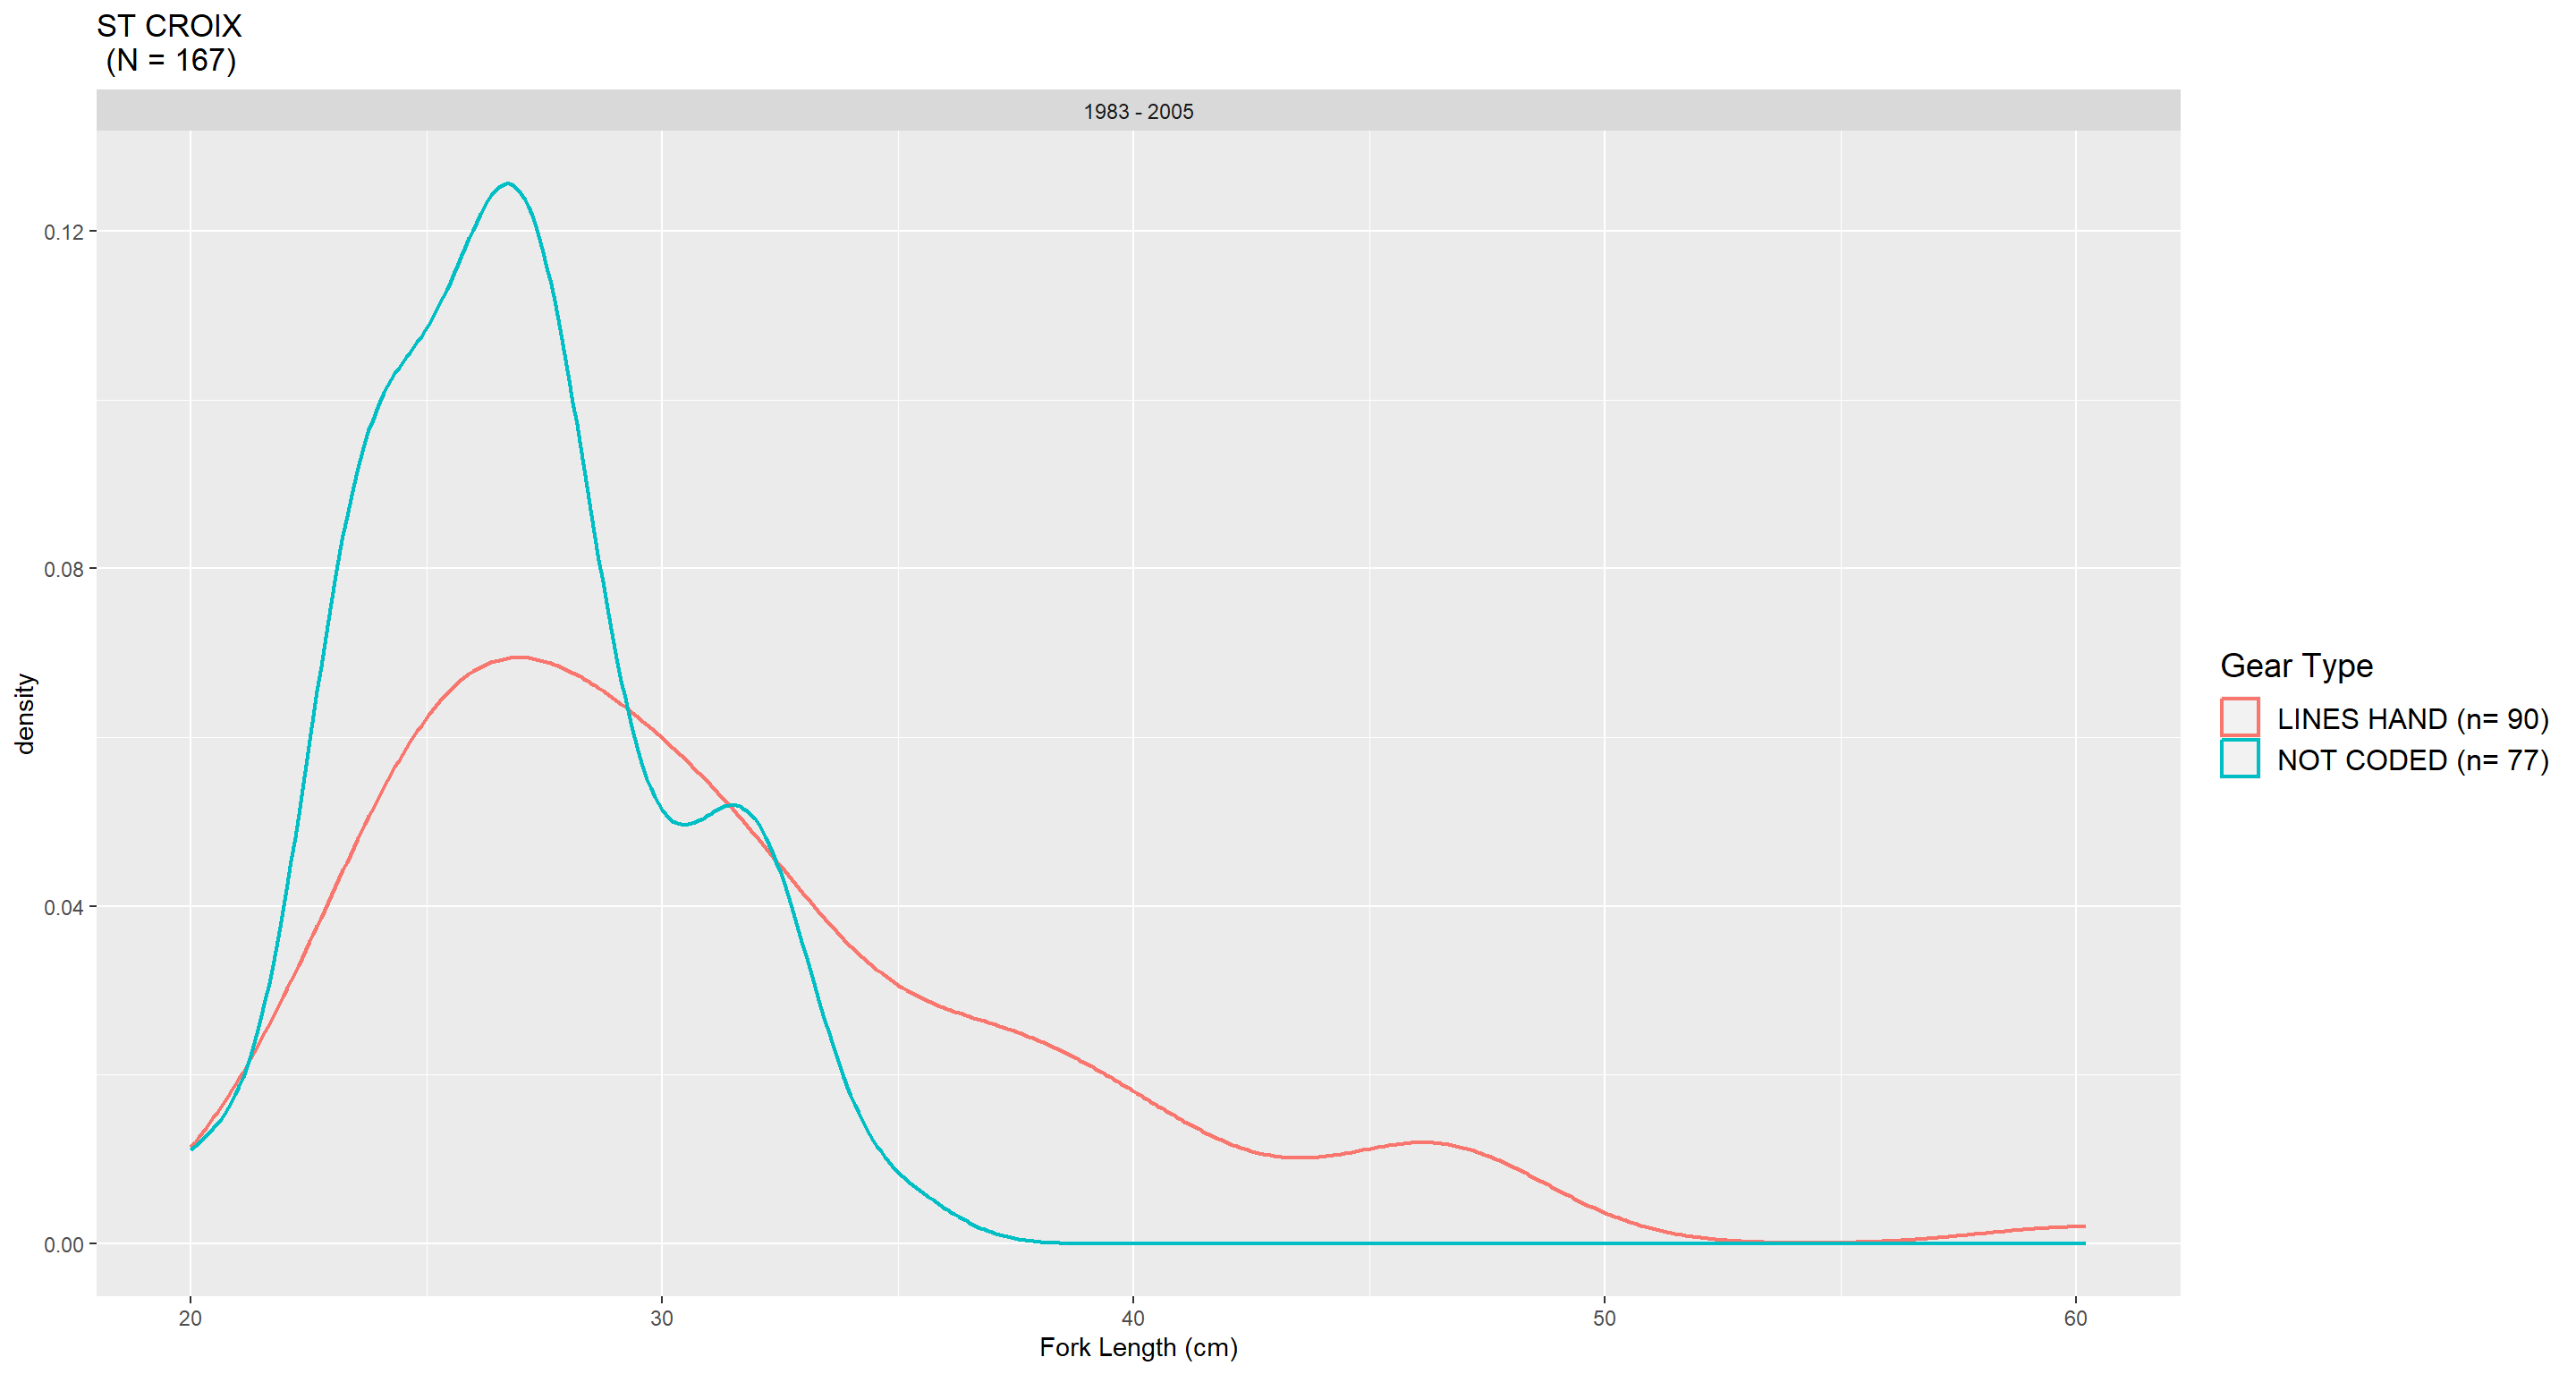 ST CROIX
(N = 167)
1983 - 2005
0.12
0.08
0.04
0.00
density
20 30 40 50 60
Fork Length (cm)
Gear Type
LINES HAND (n= 90)
NOT CODED (n= 77)